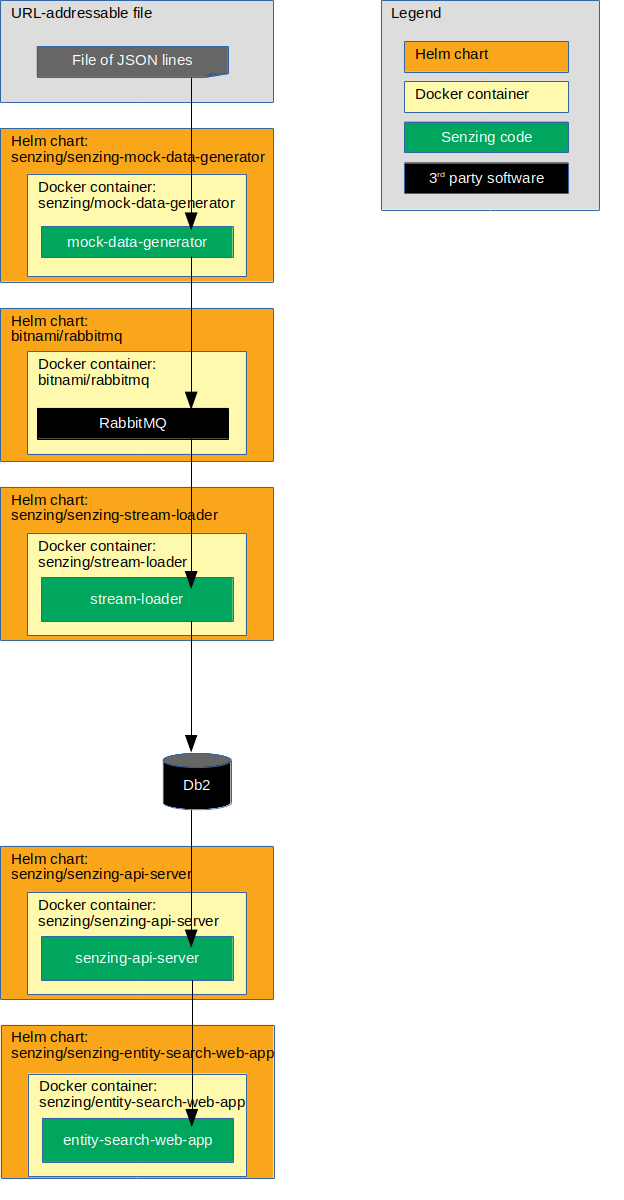 URL-addressable file
File of JSON lines
Helm chart:
senzing/senzing-mock-data-generator
Docker container:
senzing/mock-data-generator
mock-data-generator
Helm chart:
bitnami/rabbitmq
Docker container:
bitnami/rabbitmq
RabbitMQ
Helm chart:
senzing/senzing-stream-loader
Docker container:
senzing/stream-loader
stream-loader
Db2
Helm chart:
senzing/senzing-api-server
Docker container:
senzing/senzing-api-server
senzing-api-server
Helm chart:
senzing/senzing-entity-search-web-app
Docker container:
senzing/entity-search-web-app
entity-search-web-app
Legend
Helm chart
Docker container
Senzing code
3rd party software